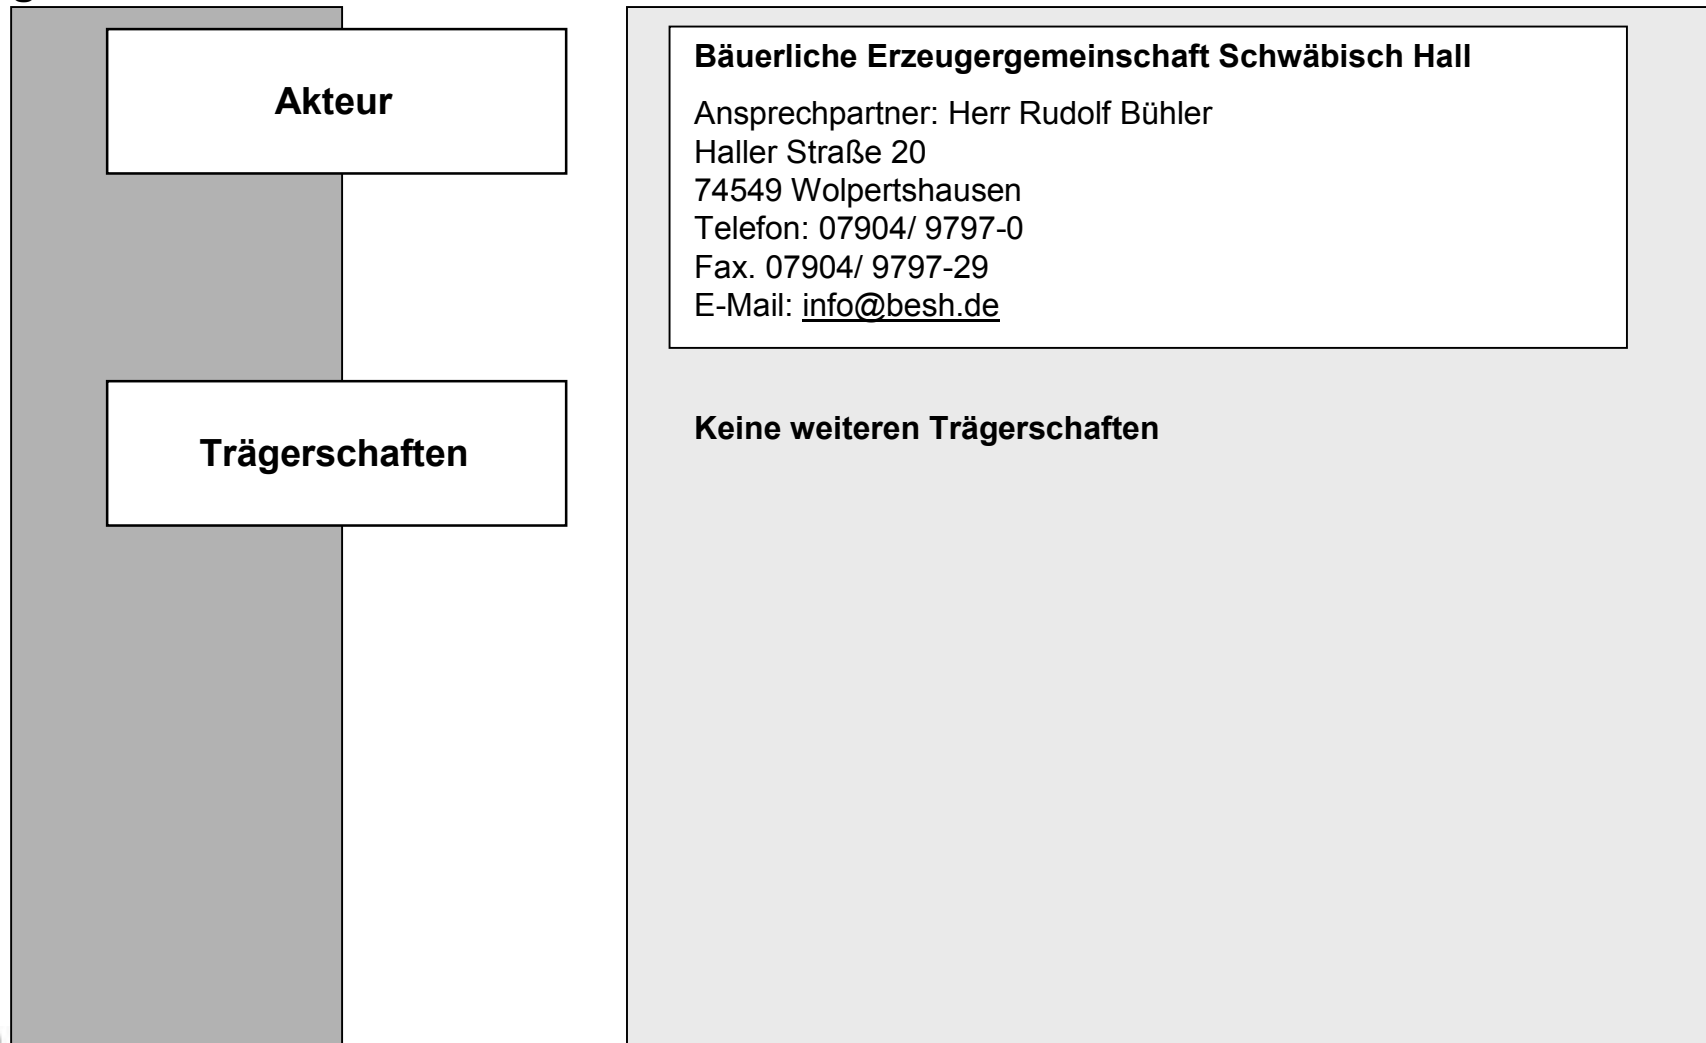 Akteur
Bäuerliche Erzeugergemeinschaft Schwäbisch Hall
Ansprechpartner: Herr Rudolf Bühler
Haller Straße 20
74549 Wolpertshausen
Telefon: 07904/ 9797-0
Fax. 07904/ 9797-29
E-Mail: info@besh.de
Trägerschaften
Keine weiteren Trägerschaften